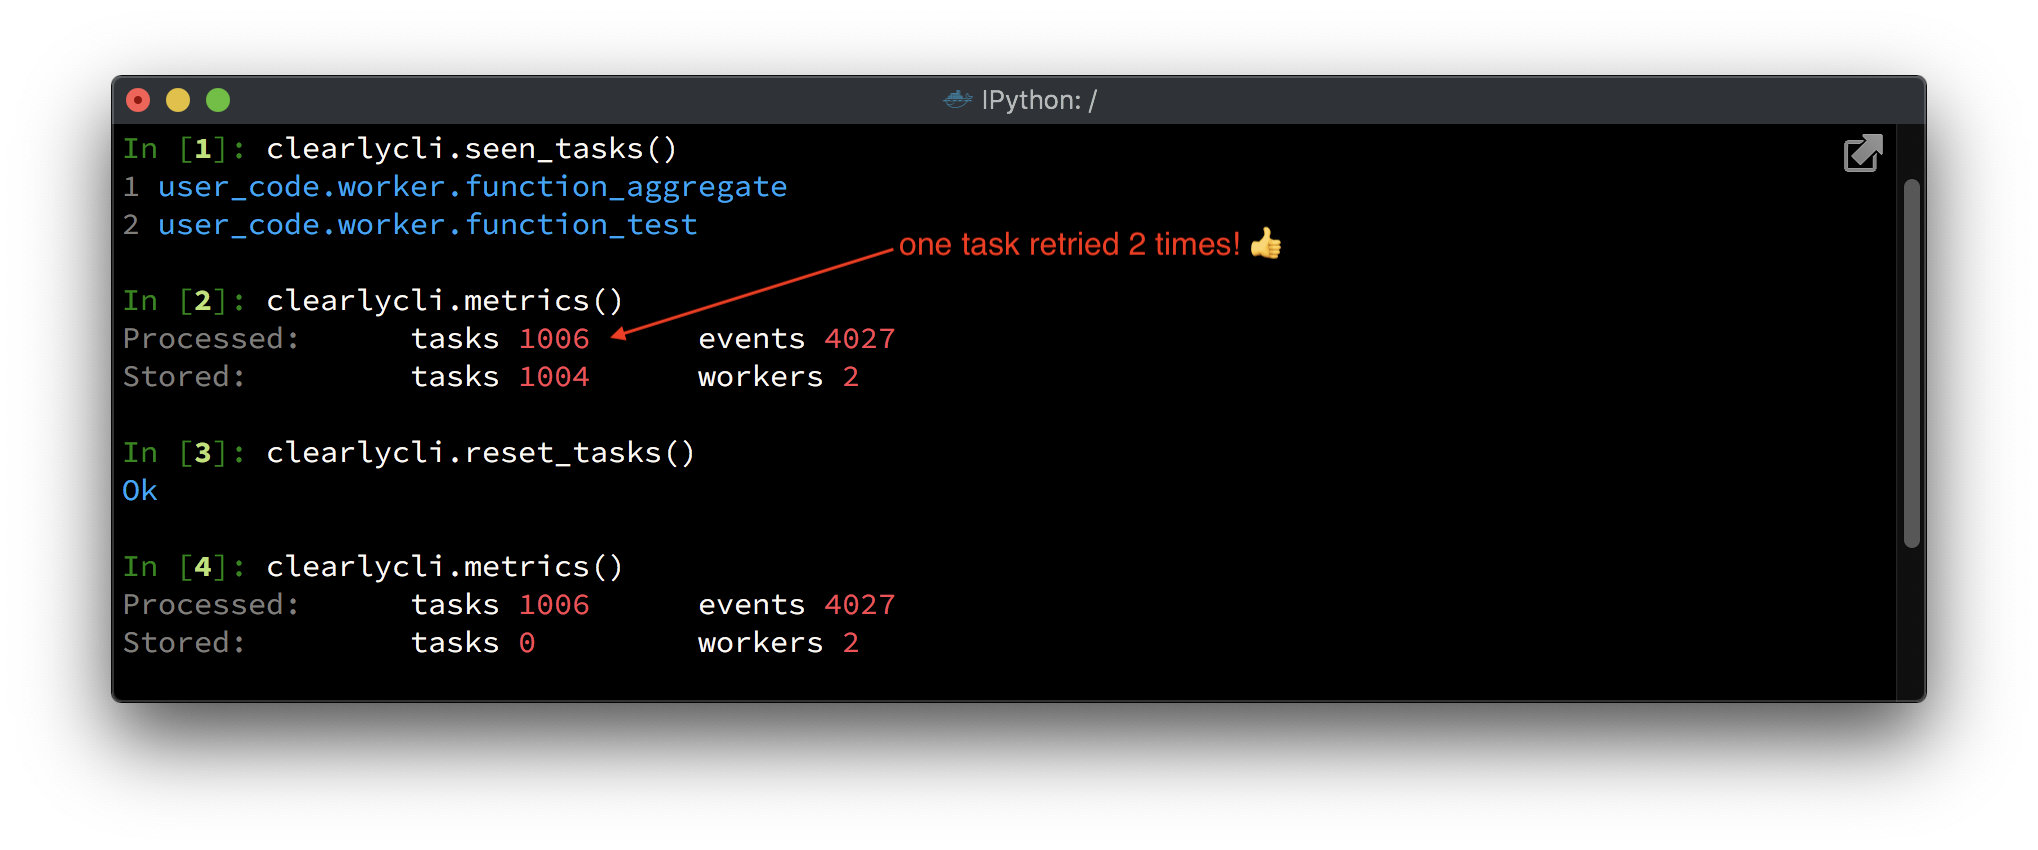 IPython: /
In [1]: clearlycli.seen_tasks()
1 user_code.worker.function_aggregate
2 user_code.worker.function_test
one task retried 2 times! 👍
In [2]: clearlycli.metrics()
Processed:      tasks 1006      events 4027
Stored:         tasks 1004      workers 2
In [3]: clearlycli.reset_tasks()
Ok
In [4]: clearlycli.metrics()
Processed:      tasks 1006      events 4027
Stored:         tasks 0         workers 2